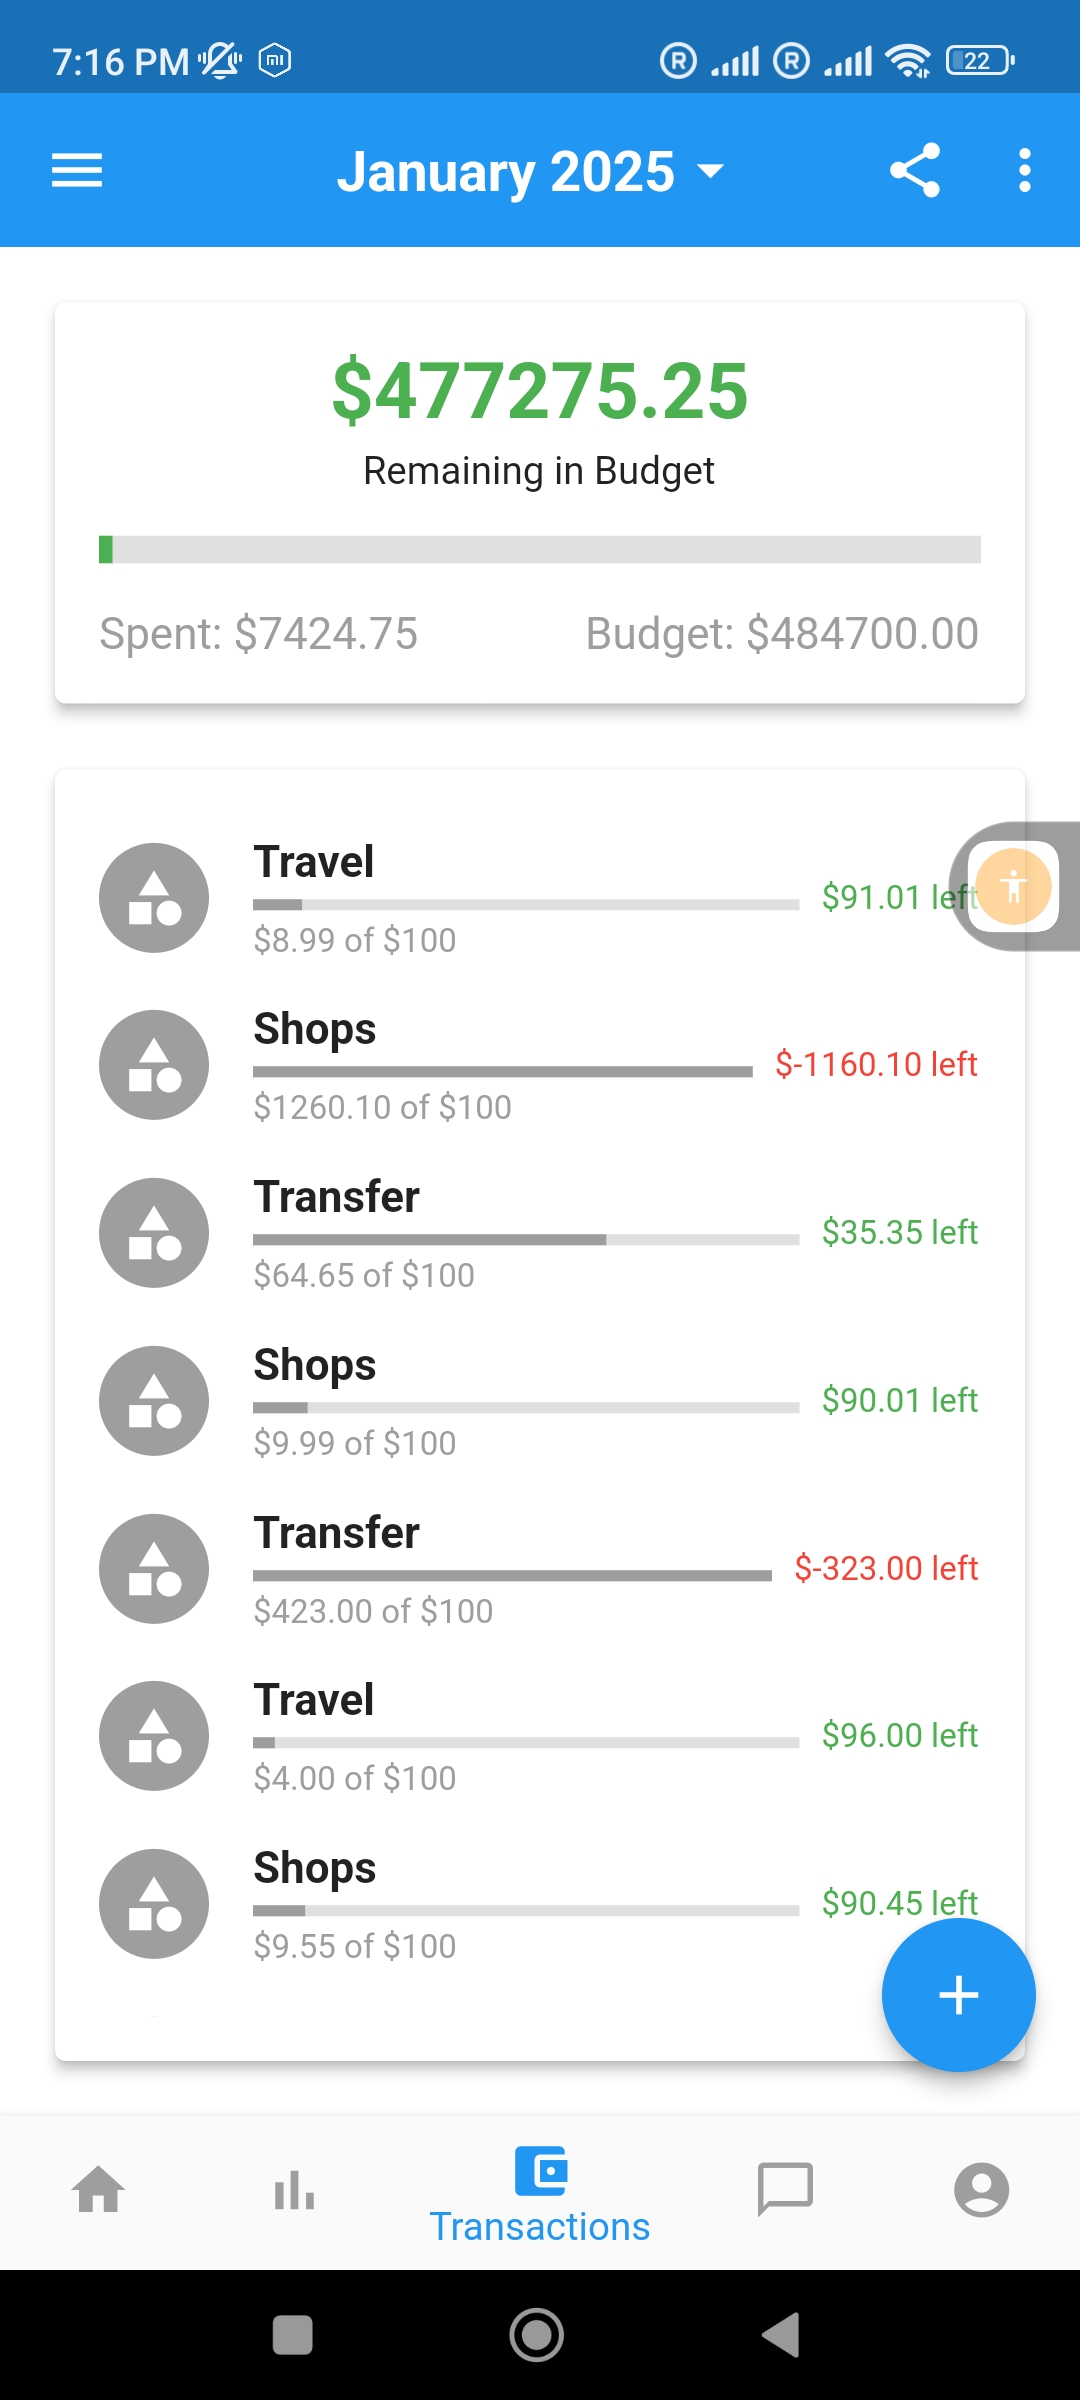 7:16 PM
22
January 2025
$477275.25
Remaining in Budget
Spent: $7424.75 Budget: $484700.00
Travel
$91.01 left
$8.99 of $100
Shops
$-1160.10 left
$1260.10 of $100
Transfer
$35.35 left
$64.65 of $100
Shops
$90.01 left
$9.99 of $100
Transfer
$-323.00 left
$423.00 of $100
Travel
$96.00 left
$4.00 of $100
Shops
$90.45 left
$9.55 of $100
Transactions